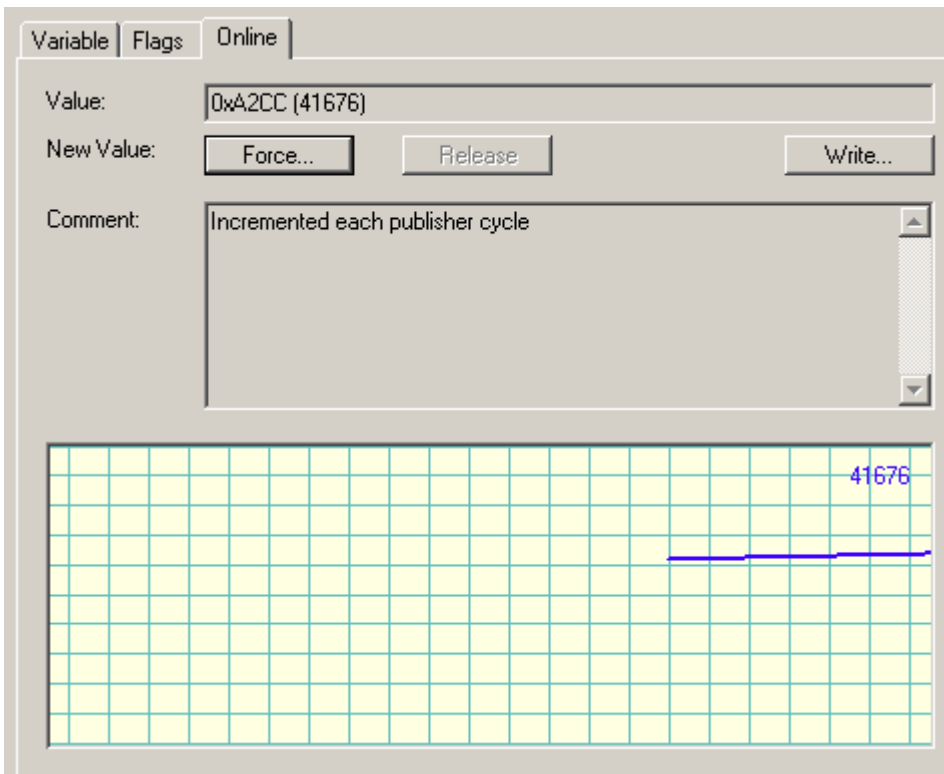 Variable Flags Online
Value: 0xA2CC (41676)
New Value: Force... Release Write...
Comment: Incremented each publisher cycle
41676